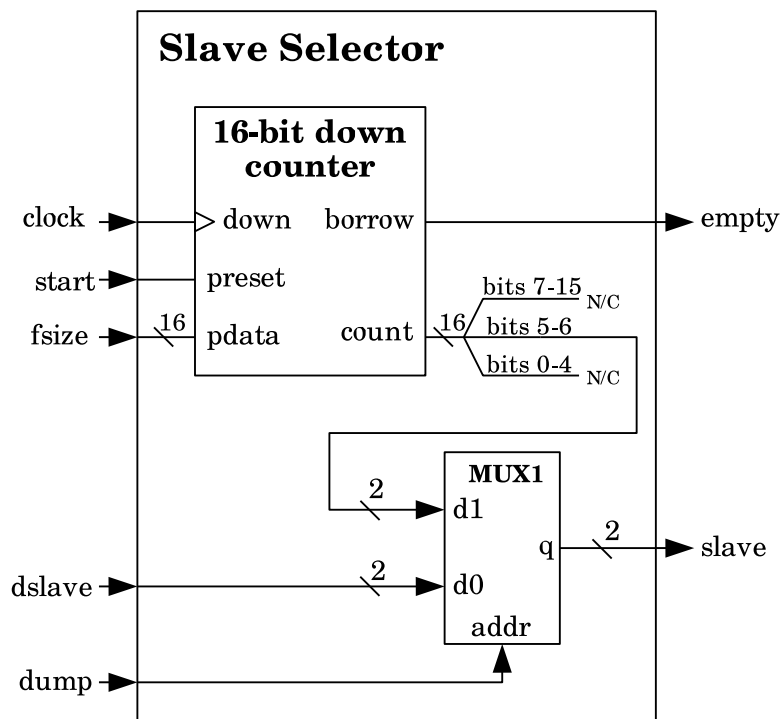 Slave Selector
16-bit down
counter
clock
down
borrow
empty
start
preset
bits 7-15
N/C
fsize
16
pdata
count
16
bits 5-6
bits 0-4
N/C
MUX1
2
d1
q
2
slave
dslave
2
d0
addr
dump